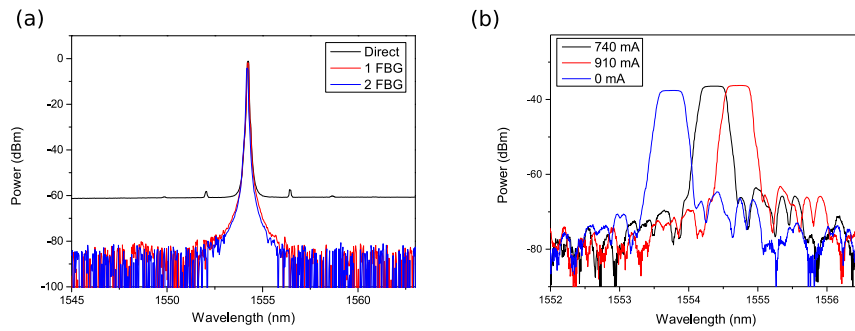 (a)
Direct
1 FBG
2 FBG
0
−20
−40
−60
−80
−100
Power (dBm)
1545
1550
1555
1560
Wavelength (nm)
(b)
740 mA
910 mA
0 mA
−40
−60
−80
Power (dBm)
1552
1553
1554
1555
1556
Wavelength (nm)